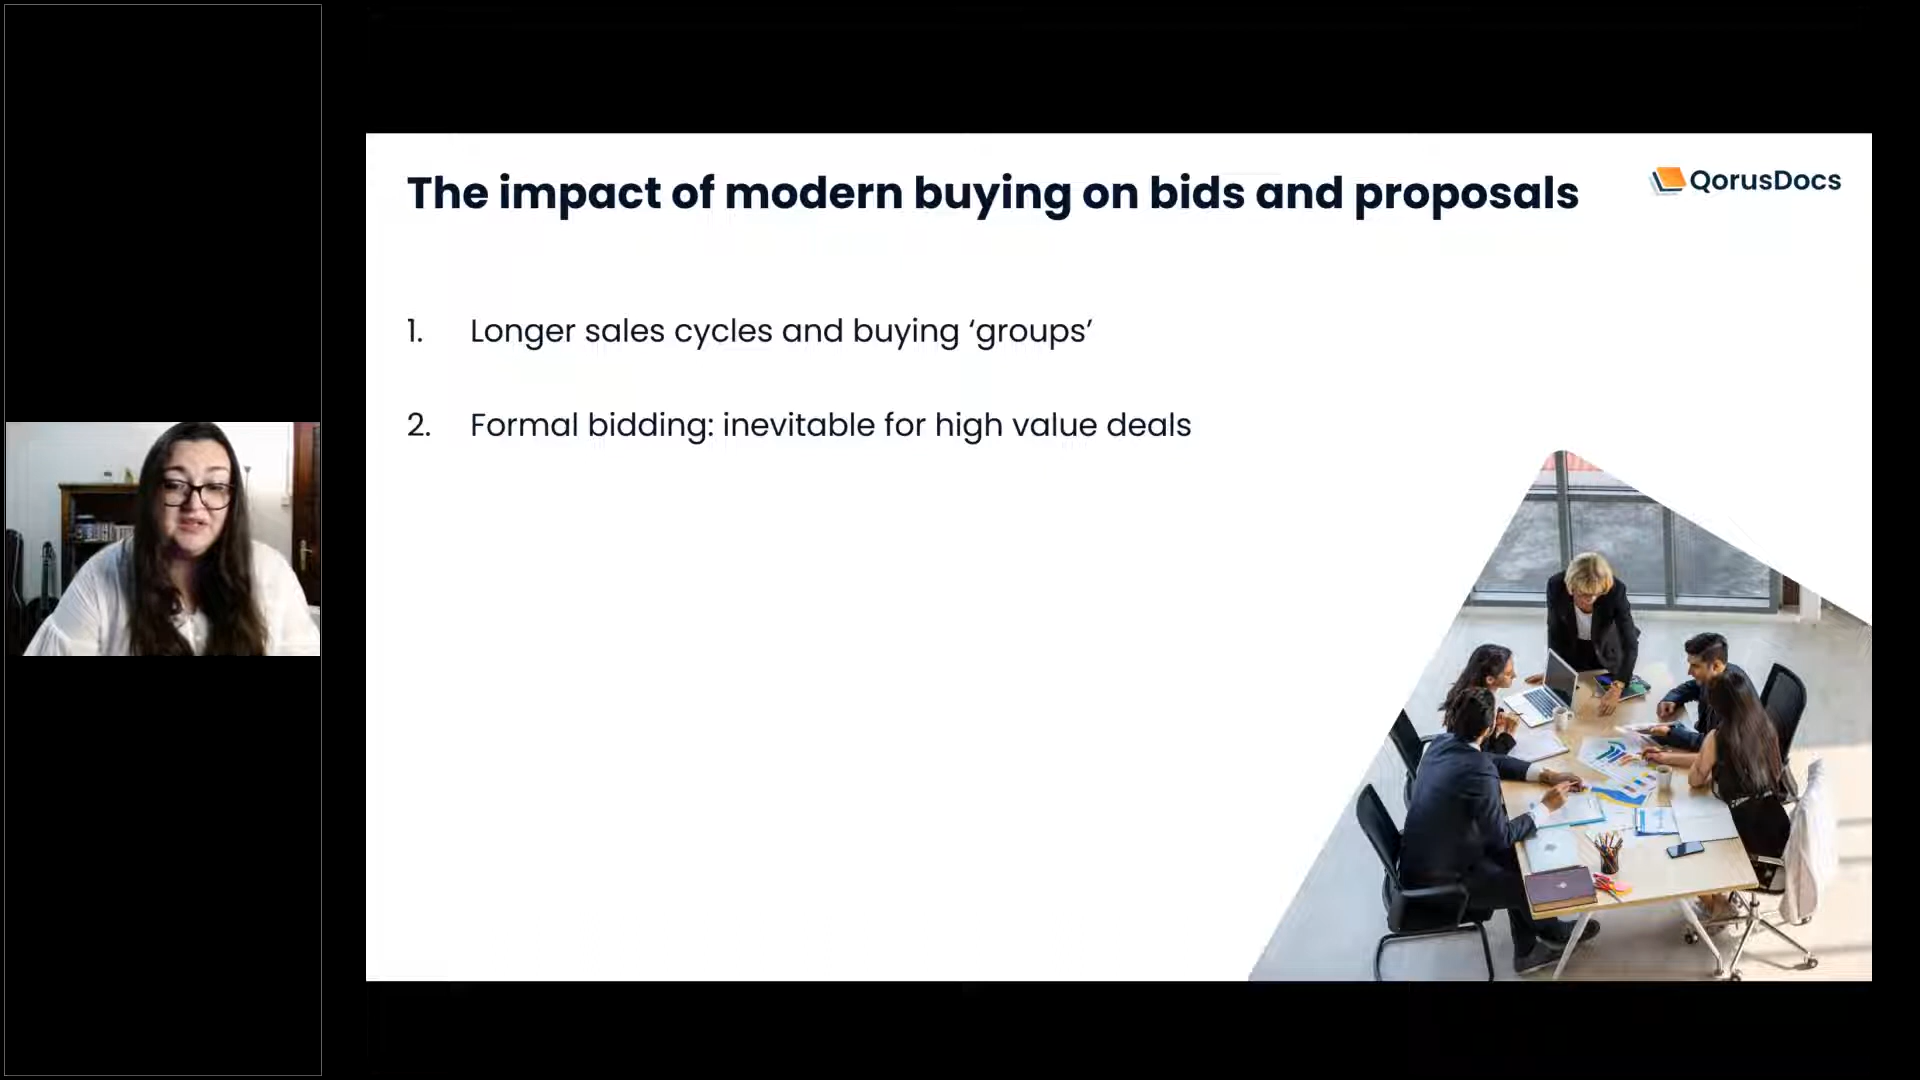 The impact of modern buying on bids and proposals
QorusDocs
1. Longer sales cycles and buying ‘groups’
2. Formal bidding: inevitable for high value deals